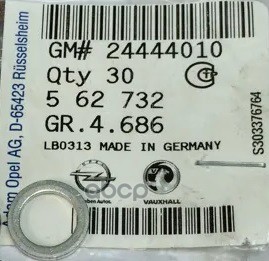 Adam Opel AG, D-65423 Rüsselsheim
GM# 24444010
Qty 30
5 62 732
GR.4.686
LB0313 MADE IN GERMANY
S303376764
VAUXHALL